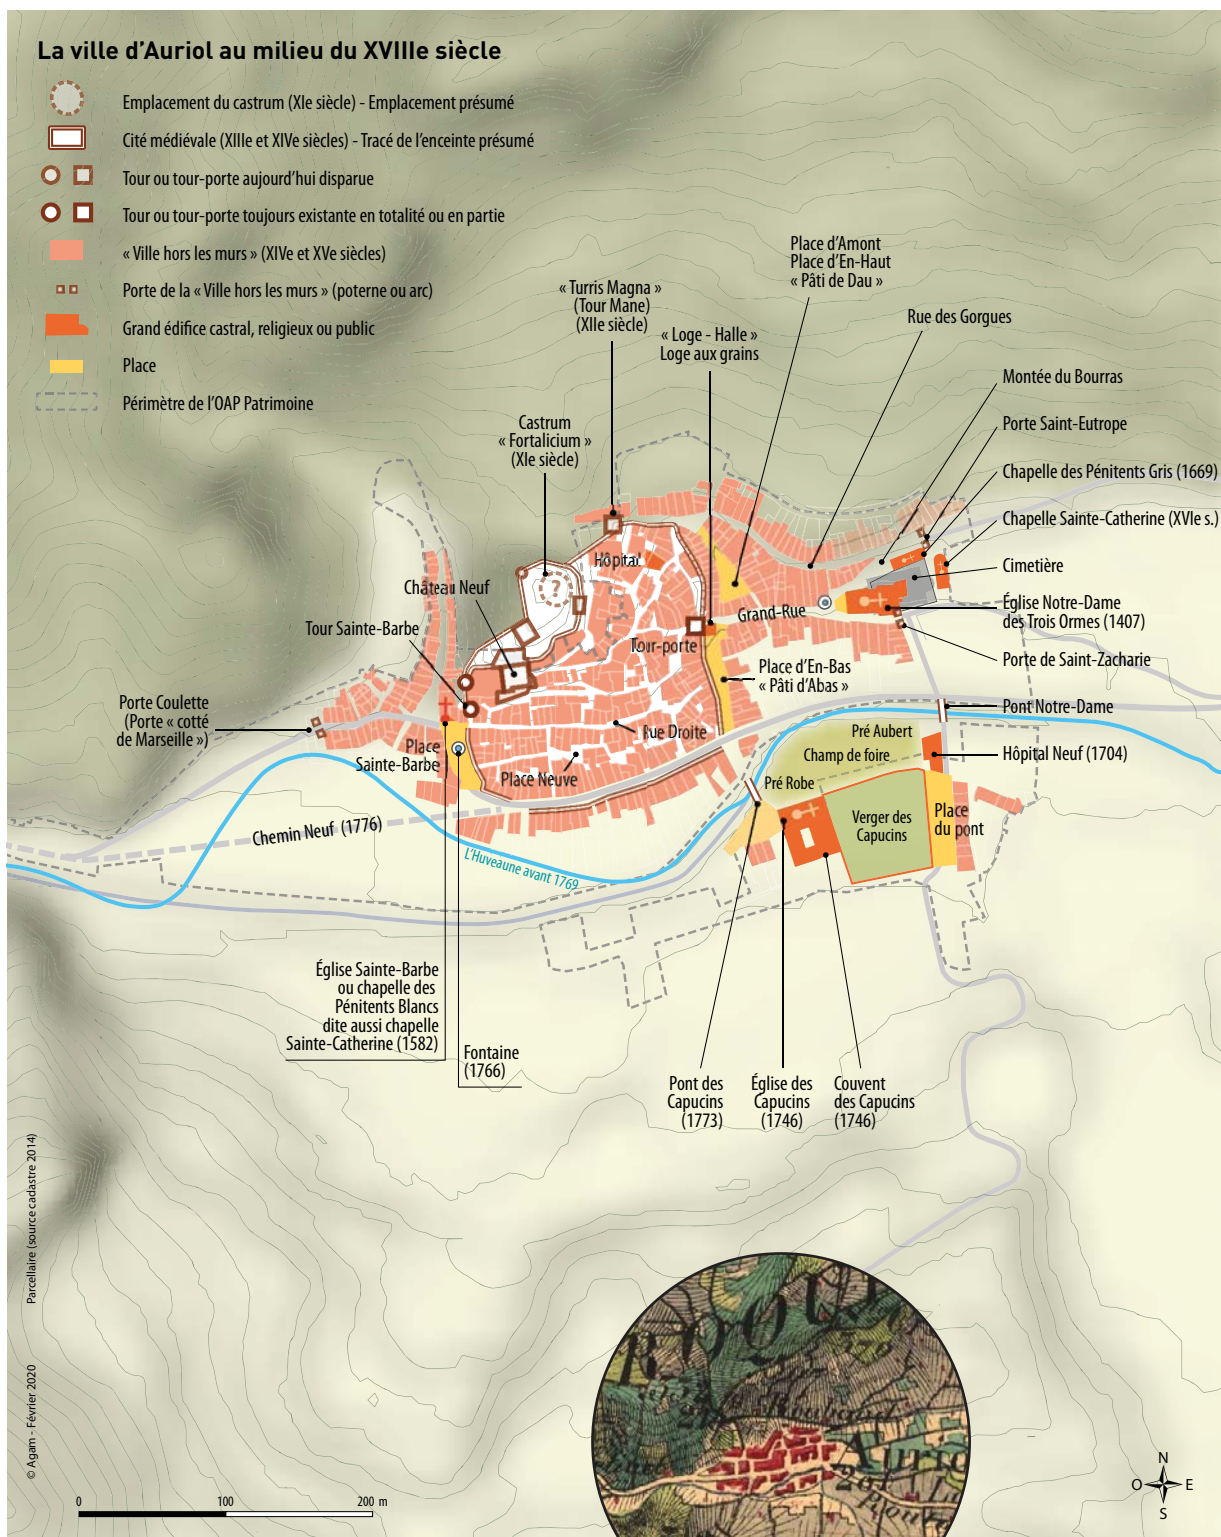 La ville d'Auriol au milieu du XVIIIe siècle
Emplacement du castrum (XIe siècle) - Emplacement présumé
Cité médiévale (XIIIe et XIVe siècles) - Tracé de l'enceinte présumé
Tour ou tour-porte aujourd'hui disparue
Tour ou tour-porte toujours existante en totalité ou en partie
« Ville hors les murs » (XIVe et XVe siècles)
Porte de la « Ville hors les murs » (poterne ou arc)
Grand édifice castral, religieux ou public
Place
Périmètre de l'OAP Patrimoine
Place d'Amont
Place d'En-Haut
« Pâti de Dau »
« Turris Magna »
(Tour Mane)
(XIIe siècle)
« Loge - Halle »
Loge aux grains
Rue des Gorgues
Montée du Bourras
Porte Saint-Eutrope
Chapelle des Pénitents Gris (1669)
Chapelle Sainte-Catherine (XVIe s.)
Cimetière
Église Notre-Dame
des Trois Ormes (1407)
Porte de Saint-Zacharie
Pont Notre-Dame
Hôpital Neuf (1704)
Castrum
« Fortalicium »
(XIe siècle)
Hôpital
?
Château Neuf
Tour Sainte-Barbe
Grand-Rue
Tour-porte
Place d'En-Bas
« Pâti d'Abas »
Porte Coulette
(Porte « cotté
de Marseille »)
Place
Sainte-Barbe
Rue Droite
Place Neuve
Pré Aubert
Champ de foire
Pré Robe
Verger des
Capucins
Place
du pont
Chemin Neuf (1776)
L'Huveaune avant 1769
Église Sainte-Barbe
ou chapelle des
Pénitents Blancs
dite aussi chapelle
Sainte-Catherine (1582)
Fontaine
(1766)
Pont des
Capucins
(1773)
Église des
Capucins
(1746)
Couvent
des Capucins
(1746)
Parcellaire (source cadastre 2014)
© Agam - Février 2020
0 100 200 m
N
O E
S